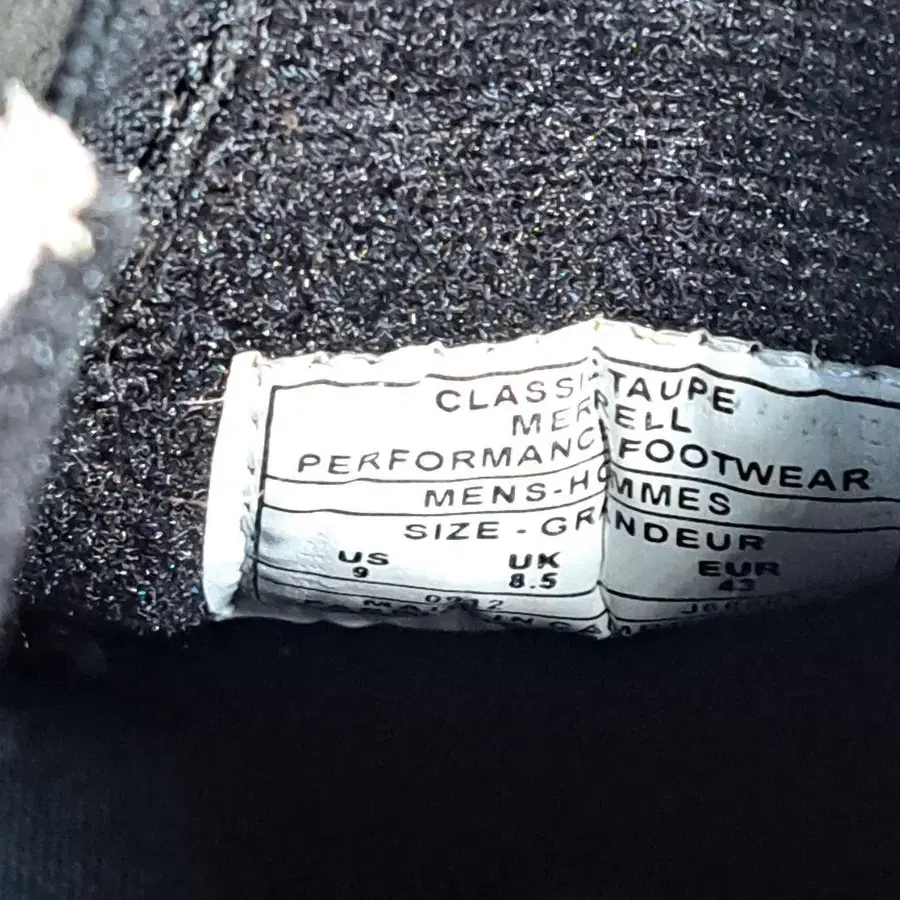 CLASSIC TAUPE
MERRELL
PERFORMANCE FOOTWEAR
MENS-HOMMES
SIZE - GRANDEUR
US UK EUR
9 8.5 43